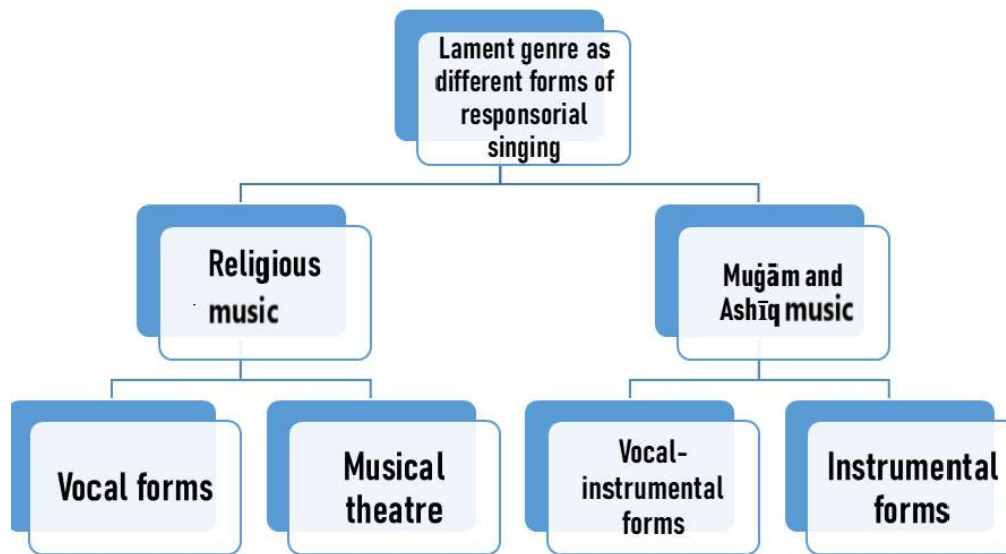 Lament genre as
different forms of
responsorial
singing
Religious
music
Muġām and
Ashīq music
Vocal forms
Musical
theatre
Vocal-
instrumental
forms
Instrumental
forms